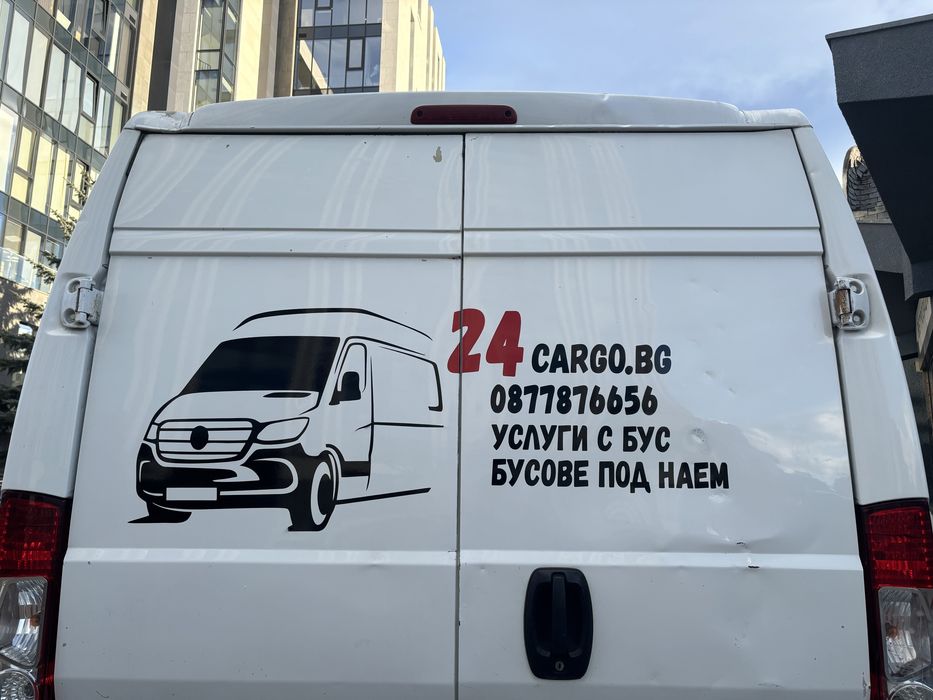 24 CARGO.BG
0877876656
УСЛУГИ С БУС
БУСОВЕ ПОД НАЕМ